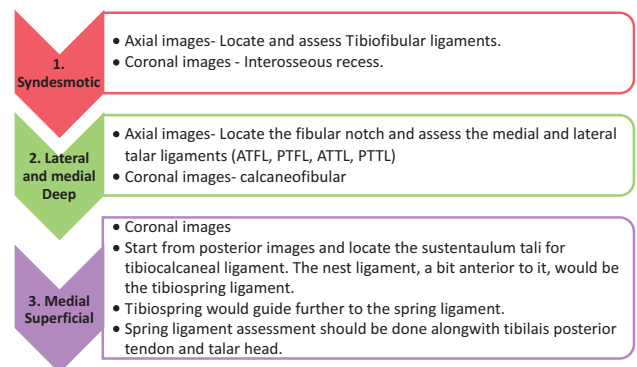 1.
Syndesmotic
• Axial images- Locate and assess Tibiofibular ligaments.
• Coronal images - Interosseous recess.
2. Lateral
and medial
Deep
• Axial images- Locate the fibular notch and assess the medial and lateral
talar ligaments (ATFL, PTFL, ATTL, PTTL)
• Coronal images- calcaneofibular
3. Medial
Superficial
• Coronal images
• Start from posterior images and locate the sustentaulum tali for
tibiocalcaneal ligament. The nest ligament, a bit anterior to it, would be
the tibiospring ligament.
• Tibiospring would guide further to the spring ligament.
• Spring ligament assessment should be done alongwith tibilais posterior
tendon and talar head.